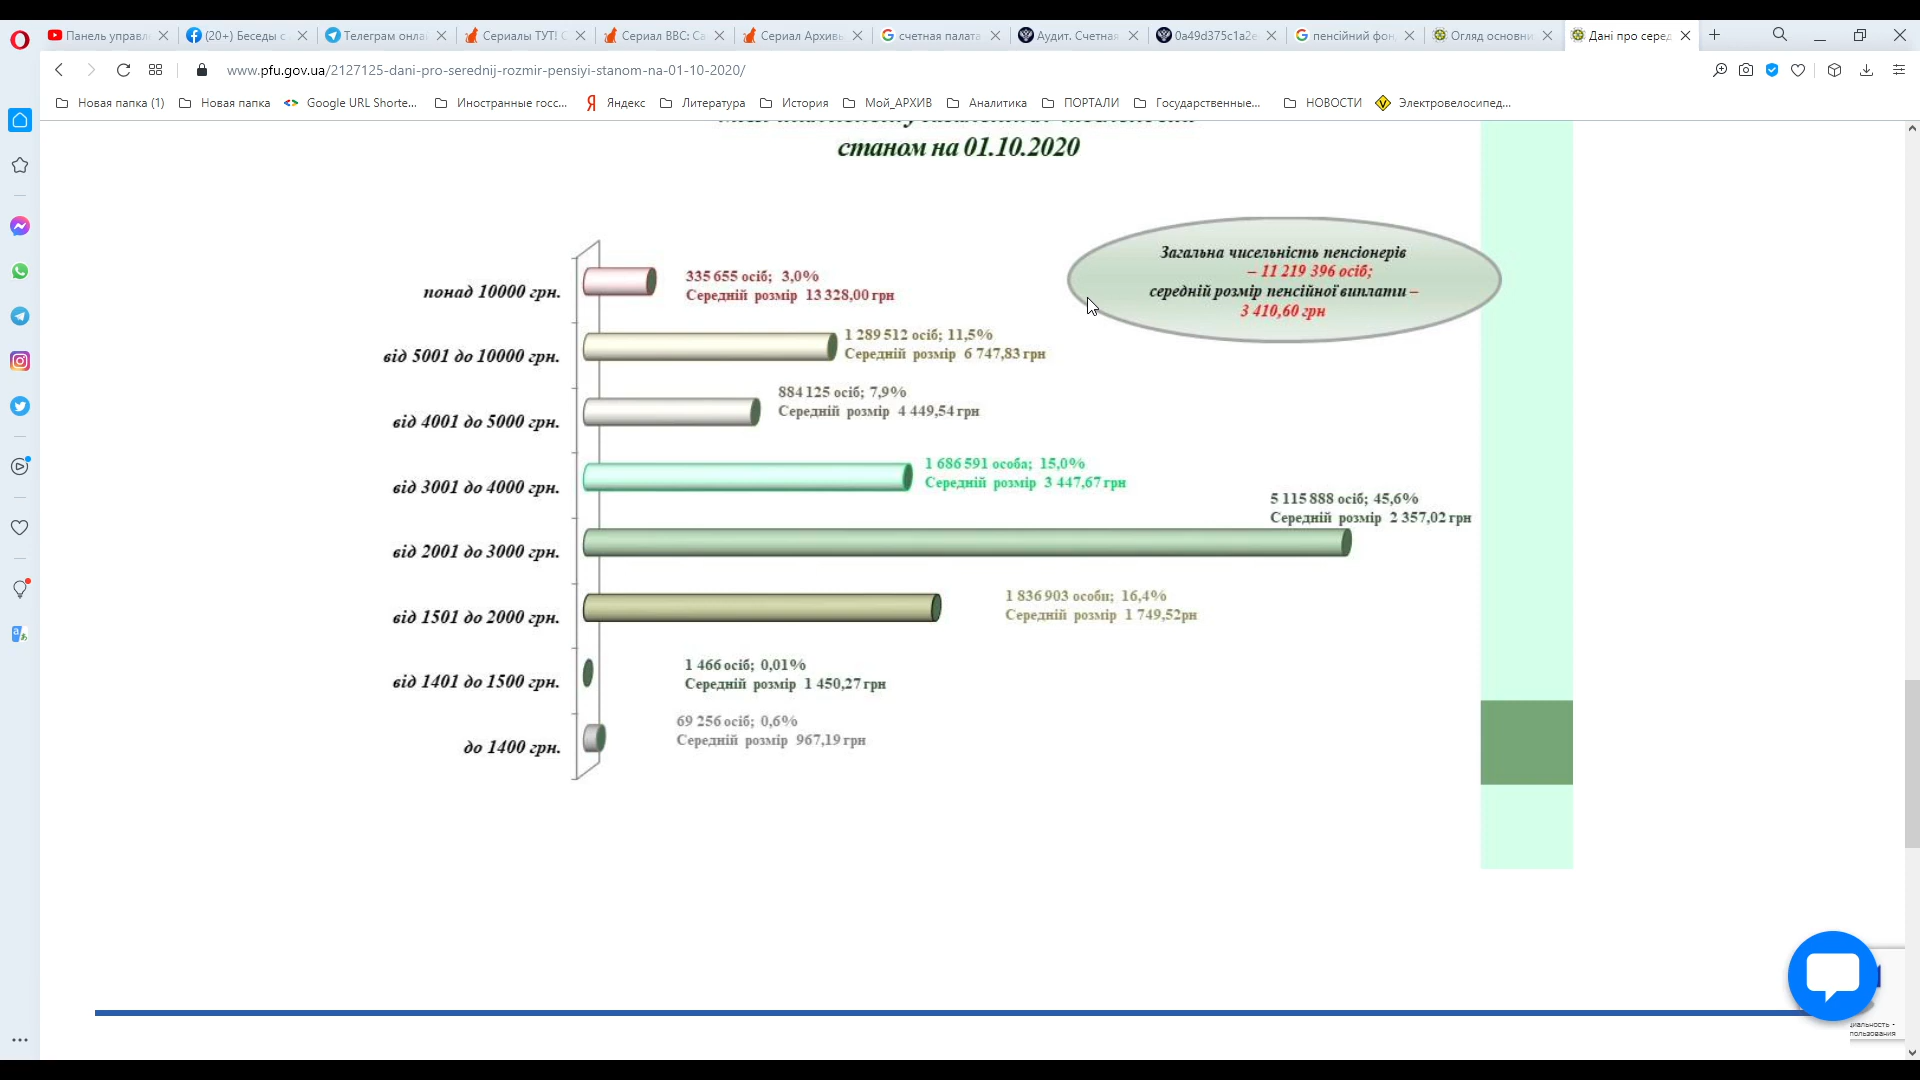 Панель управл
(20+) Беседы с
Телеграм онла
Сериалы ТУТ! С
Сериал BBC: Са
Сериал Архивы
счетная палата
Аудит. Счетная
0a49d375c1a2e
пенсійний фон
Огляд основни
Дані про серед
www.pfu.gov.ua/2127125-dani-pro-serednij-rozmir-pensiyi-stanom-na-01-10-2020/
Новая папка (1)
Новая папка
Google URL Shorte...
Иностранные госс...
Яндекс
Литература
История
Мой_АРХИВ
Аналитика
ПОРТАЛИ
Государственные...
НОВОСТИ
Электровелосипед...
станом на 01.10.2020
Загальна чисельність пенсіонерів
– 11 219 396 осіб;
середній розмір пенсійної виплати –
3 410,60 грн
понад 10000 грн.
335 655 осіб; 3,0%
Середній розмір 13 328,00 грн
від 5001 до 10000 грн.
1 289 512 осіб; 11,5%
Середній розмір 6 747,83 грн
від 4001 до 5000 грн.
884 125 осіб; 7,9%
Середній розмір 4 449,54 грн
від 3001 до 4000 грн.
1 686 591 особа; 15,0%
Середній розмір 3 447,67 грн
від 2001 до 3000 грн.
5 115 888 осіб; 45,6%
Середній розмір 2 357,02 грн
від 1501 до 2000 грн.
1 836 903 особи; 16,4%
Середній розмір 1 749,52рн
від 1401 до 1500 грн.
1 466 осіб; 0,01%
Середній розмір 1 450,27 грн
до 1400 грн.
69 256 осіб; 0,6%
Середній розмір 967,19 грн